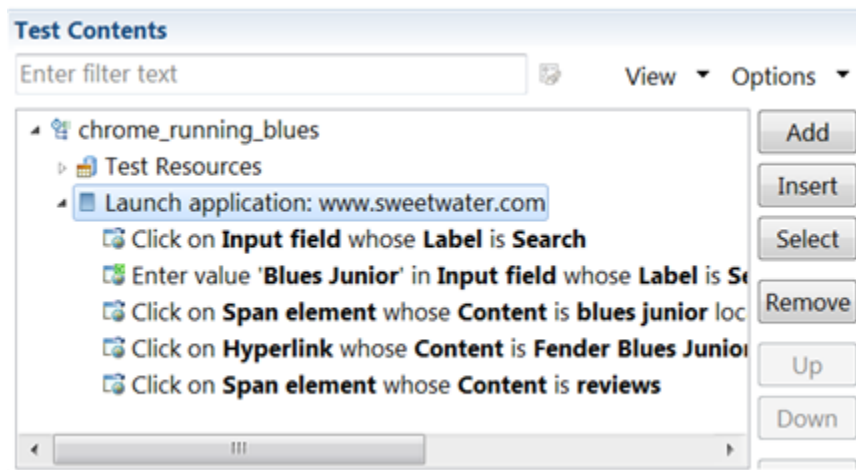 Test Contents
Enter filter text View Options
chrome_running_blues Add
Test Resources
Launch application: www.sweetwater.com Insert
Click on Input field whose Label is Search Select
Enter value 'Blues Junior' in Input field whose Label is
Click on Span element whose Content is blues junior Remove
Click on Hyperlink whose Content is Fender Blues Junior
Up
Click on Span element whose Content is reviews
Down